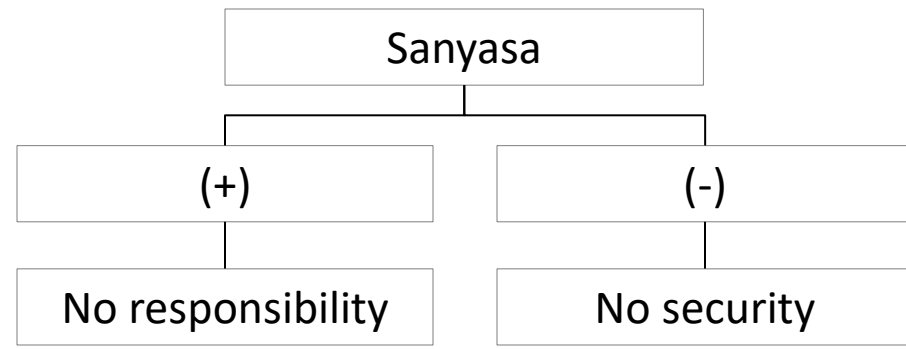 Sanyasa
(+)
(-)
No responsibility
No security